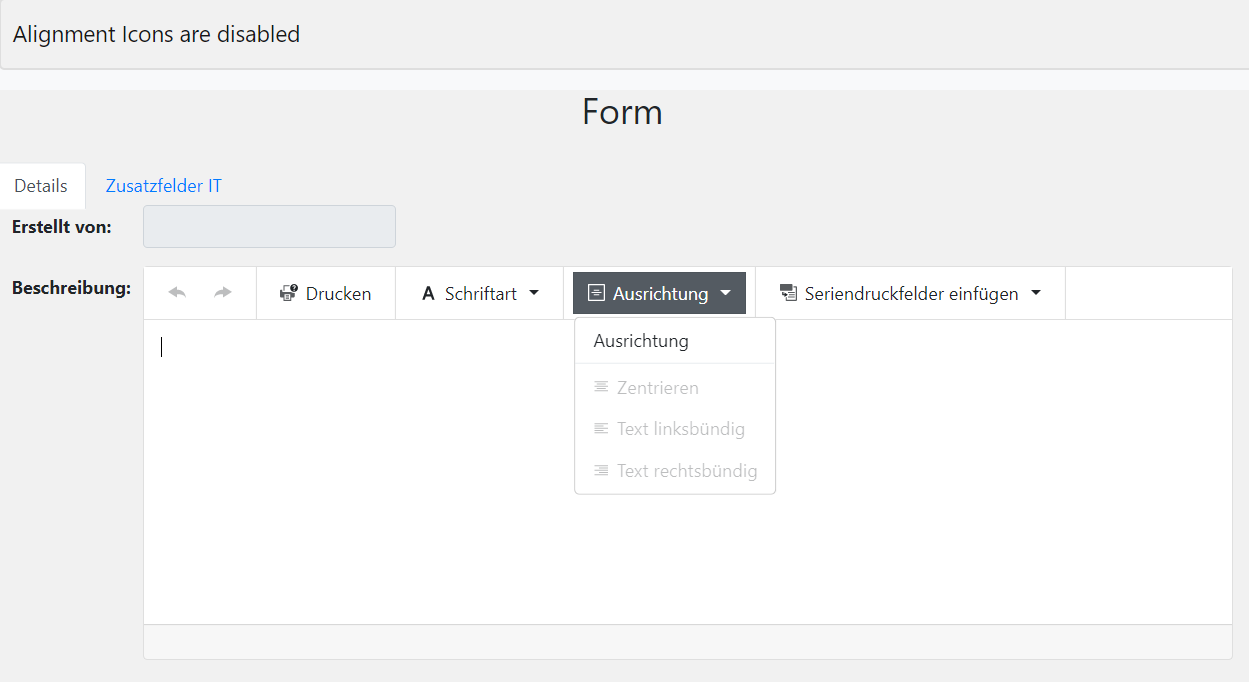 Alignment Icons are disabled
Form
Details Zusatzfelder IT
Erstellt von:
Beschreibung: Drucken A Schriftart Ausrichtung Seriendruckfelder einfügen
Ausrichtung
Zentrieren
Text linksbündig
Text rechtsbündig